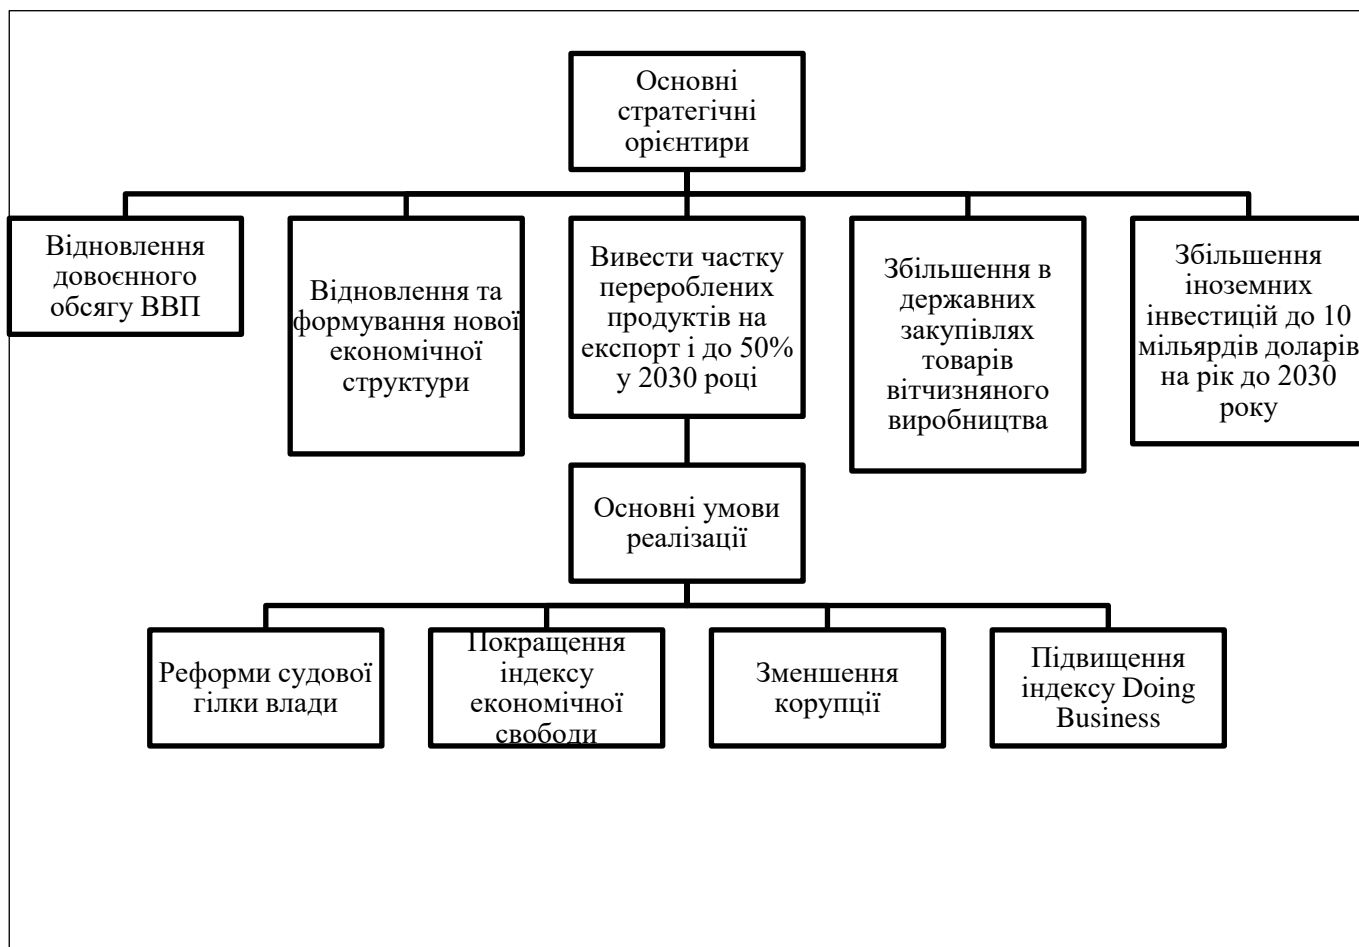 Основні
стратегічні
орієнтири
Відновлення
довоєнного
обсягу ВВП
Відновлення та
формування нової
економічної
структури
Вивести частку
перероблених
продуктів на
експорт і до 50%
у 2030 році
Збільшення в
державних
закупівлях
товарів
вітчизняного
виробництва
Збільшення
іноземних
інвестицій до 10
мільярдів доларів
на рік до 2030
року
Основні умови
реалізації
Реформи судової
гілки влади
Покращення
індексу
економічної
свободи
Зменшення
корупції
Підвищення
індексу Doing
Business